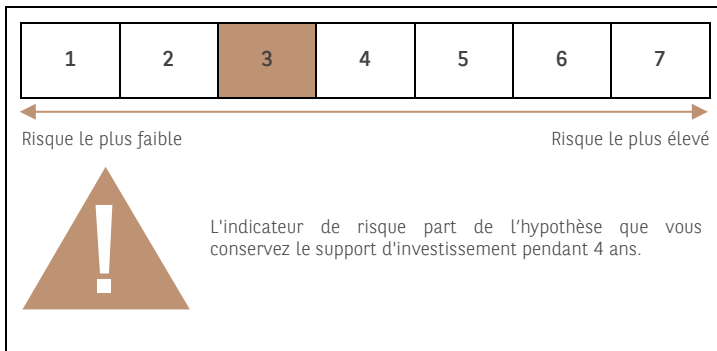 1 2 3 4 5 6 7
Risque le plus faible Risque le plus élevé
!
L'indicateur de risque part de l’hypothèse que vous
conservez le support d'investissement pendant 4 ans.